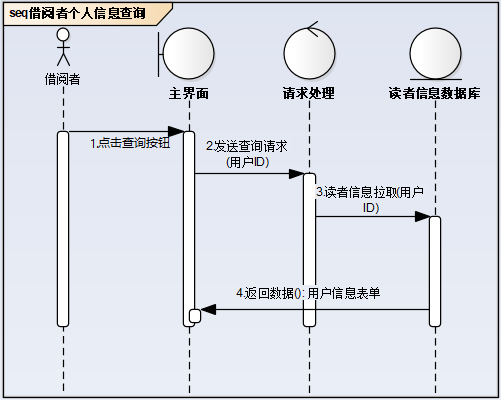 seq借阅者个人信息查询
借阅者
主界面
请求处理
读者信息数据库
1.点击查询按钮
2.发送查询请求
(用户ID)
3.读者信息拉取(用户
ID)
4.返回数据(): 用户信息表单